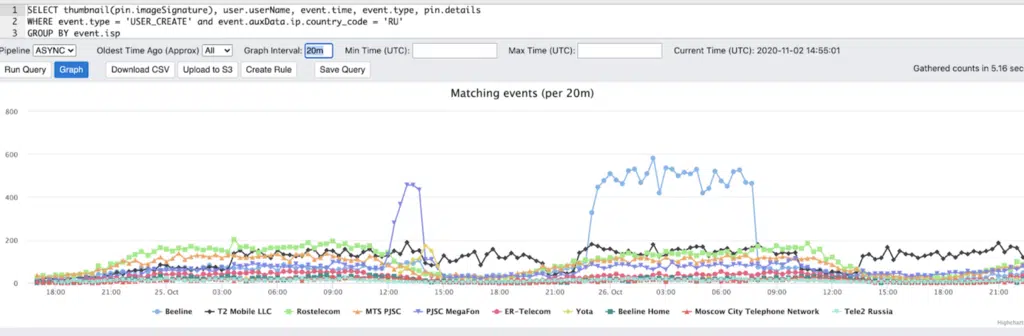 1 SELECT thumbnail(pin.imageSignature), user.userName, event.time, event.type, pin.details
2 WHERE event.type = 'USER_CREATE' and event.auxData.ip.country_code = 'RU'
3 GROUP BY event.isp
Pipeline ASYNC Oldest Time Ago (Approx) All Graph Interval: 20m Min Time (UTC): Max Time (UTC): Current Time (UTC): 2020-11-02 14:55:01
Run Query Graph Download CSV Upload to S3 Create Rule Save Query Gathered counts in 5.16 sec
Matching events (per 20m)
800
600
400
200
0
18:00 21:00 25. Oct 03:00 06:00 09:00 12:00 15:00 18:00 21:00 26. Oct 03:00 06:00 09:00 12:00 15:00 18:00 21:00
Beeline T2 Mobile LLC Rostelecom MTS PJSC PJSC MegaFon ER-Telecom Yota Beeline Home Moscow City Telephone Network Tele2 Russia